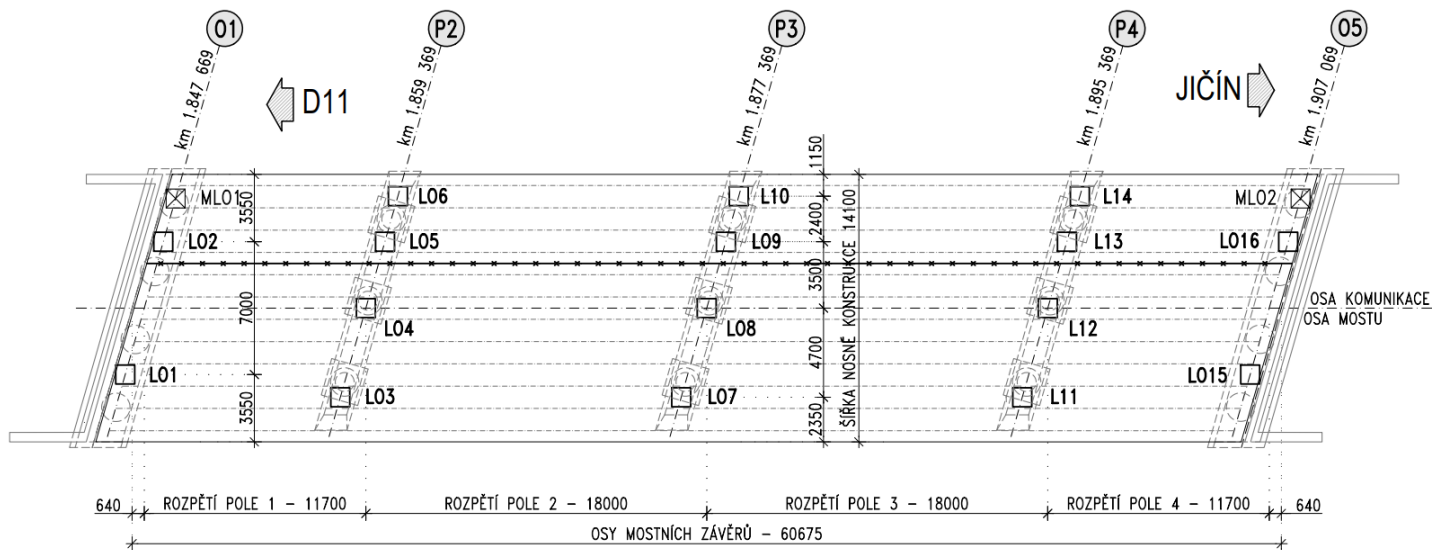 O1
P2
P3
P4
O5
km 1.847 669
km 1.859 369
km 1.877 369
km 1.895 369
km 1.907 069
D11
JIČÍN
1150
ML01
3550
L02
L06
L05
L10
L09
2400
L14
L13
ML02
L016
7000
L04
L08
3500
ŠÍŘKA NOSNÉ KONSTRUKCE 14100
L12
OSA KOMUNIKACE
OSA MOSTU
L01
3550
L03
L07
4700
2350
L11
L015
640
ROZPĚTÍ POLE 1 - 11700
ROZPĚTÍ POLE 2 - 18000
ROZPĚTÍ POLE 3 - 18000
ROZPĚTÍ POLE 4 - 11700
640
OSY MOSTNÍCH ZÁVĚRŮ - 60675